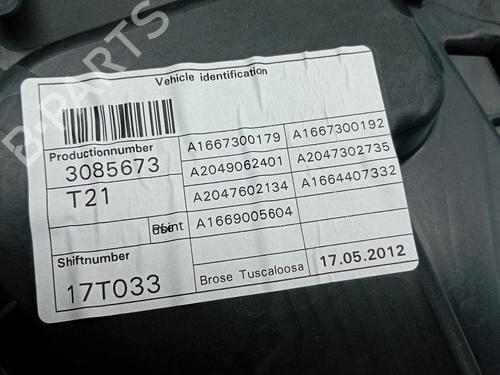 Vehicle identification
Productionnumber
3085673
T21
Shiftnumber
17T033
A1667300179 A1667300192
A2049062401 A2047302735
A2047602134 A1664407332
A1669005604
Brose Tuscaloosa 17.05.2012
B-PARTS